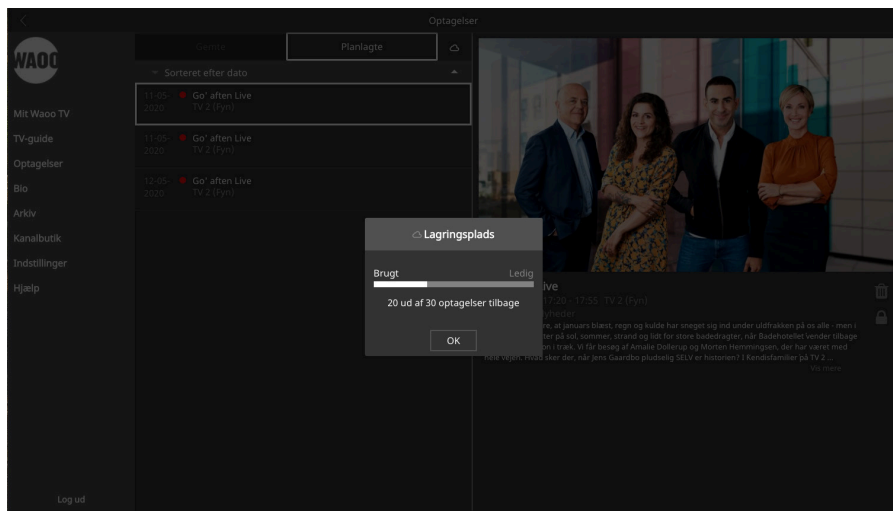 Optagelser
WAOO
Mit Waoo TV
TV-guide
Optagelser
Bio
Arkiv
Kanalbutik
Indstillinger
Hjælp
Log ud
Gemte
Planlagte
Sorteret efter dato
11-05-2020 Go' aften Live
TV 2 (Fyn)
11-05-2020 Go' aften Live
TV 2 (Fyn)
12-05-2020 Go' aften Live
TV 2 (Fyn)
Lagringsplads
Brugt Ledig
20 ud af 30 optagelser tilbage
OK
ive
17:20 - 17:55 TV 2 (Fyn)
yheder
re, at januars blæst, regn og kulde har sneget sig ind under uldfrakken på os alle - men i
ter på sol, sommer, strand og lidt for store badedragter, når Badehotellet vender tilbage
on i træk. Vi får besøg af Amalie Dollerup og Morten Hemmingsen, der har været med
hele vejen. Hvad sker der, når Jens Gaardbo pludselig SELV er historien? I Kendisfamilier på TV 2 ...
Vis mere